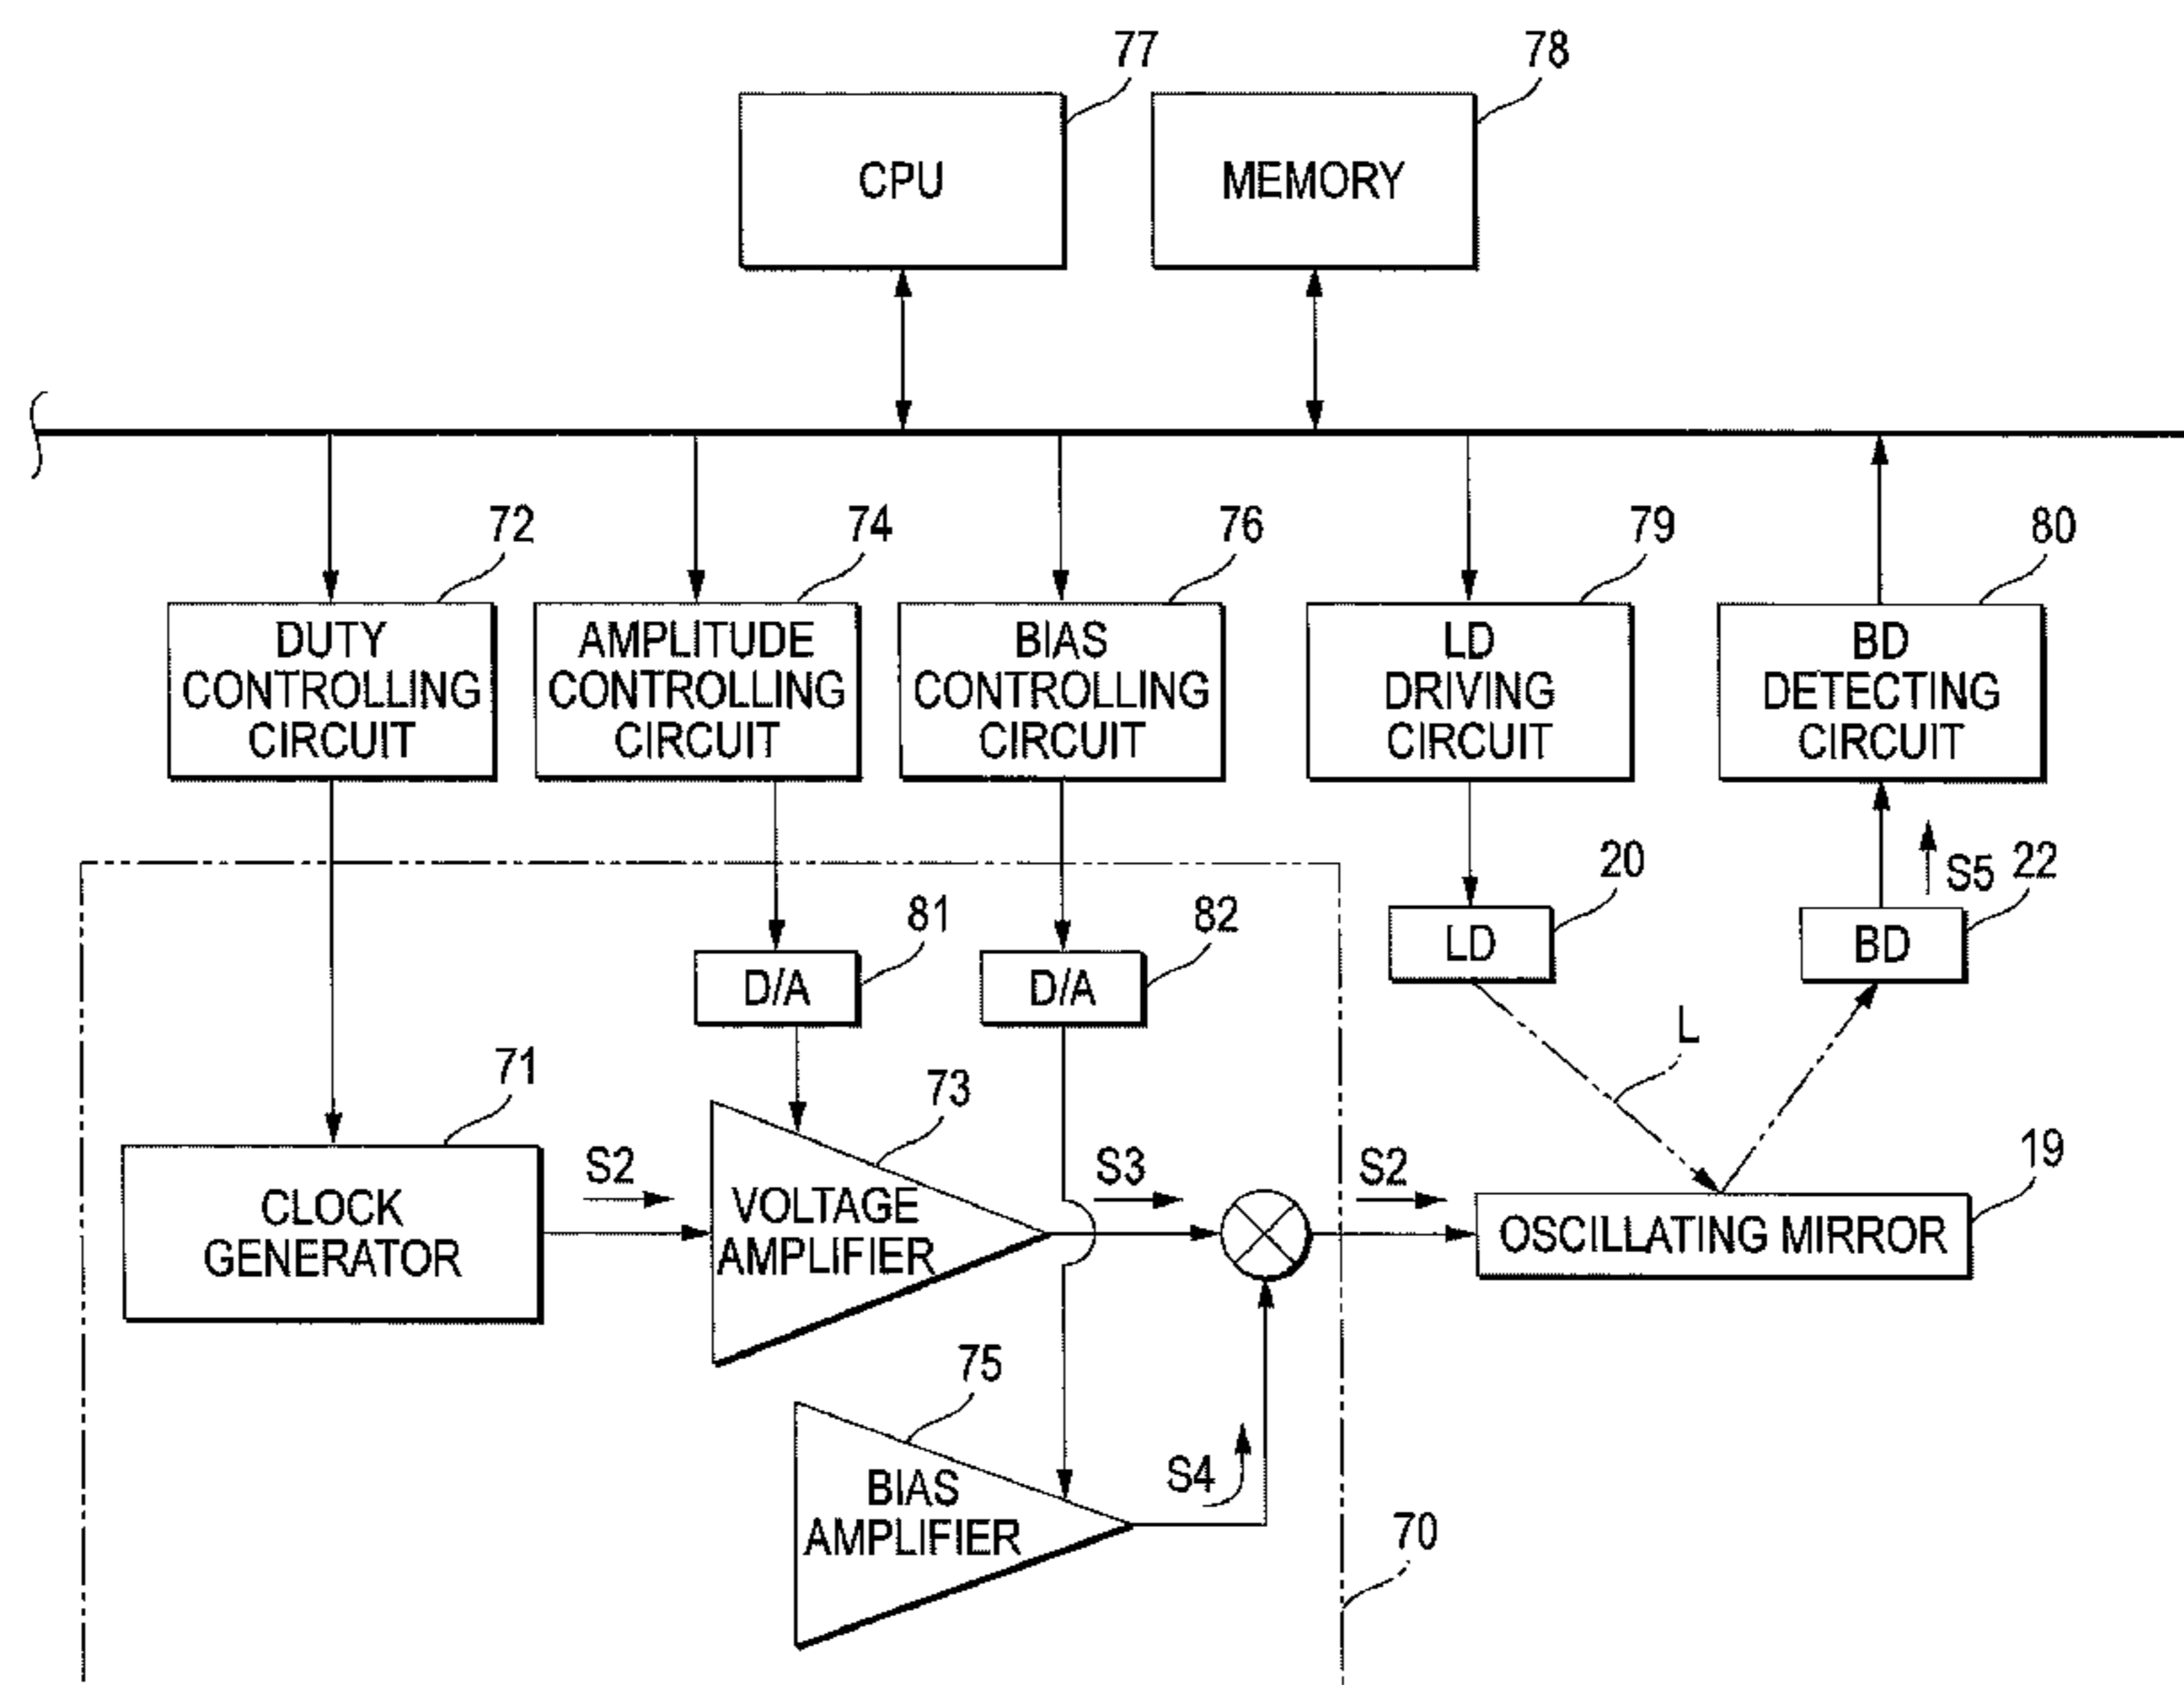 77
78
CPU
MEMORY
72
74
76
79
80
DUTY
CONTROLLING
CIRCUIT
AMPLITUDE
CONTROLLING
CIRCUIT
BIAS
CONTROLLING
CIRCUIT
LD
DRIVING
CIRCUIT
BD
DETECTING
CIRCUIT
81
82
20
S5
22
D/A
D/A
LD
BD
L
71
73
19
S2
S3
S2
CLOCK
GENERATOR
VOLTAGE
AMPLIFIER
OSCILLATING MIRROR
75
S4
BIAS
AMPLIFIER
70